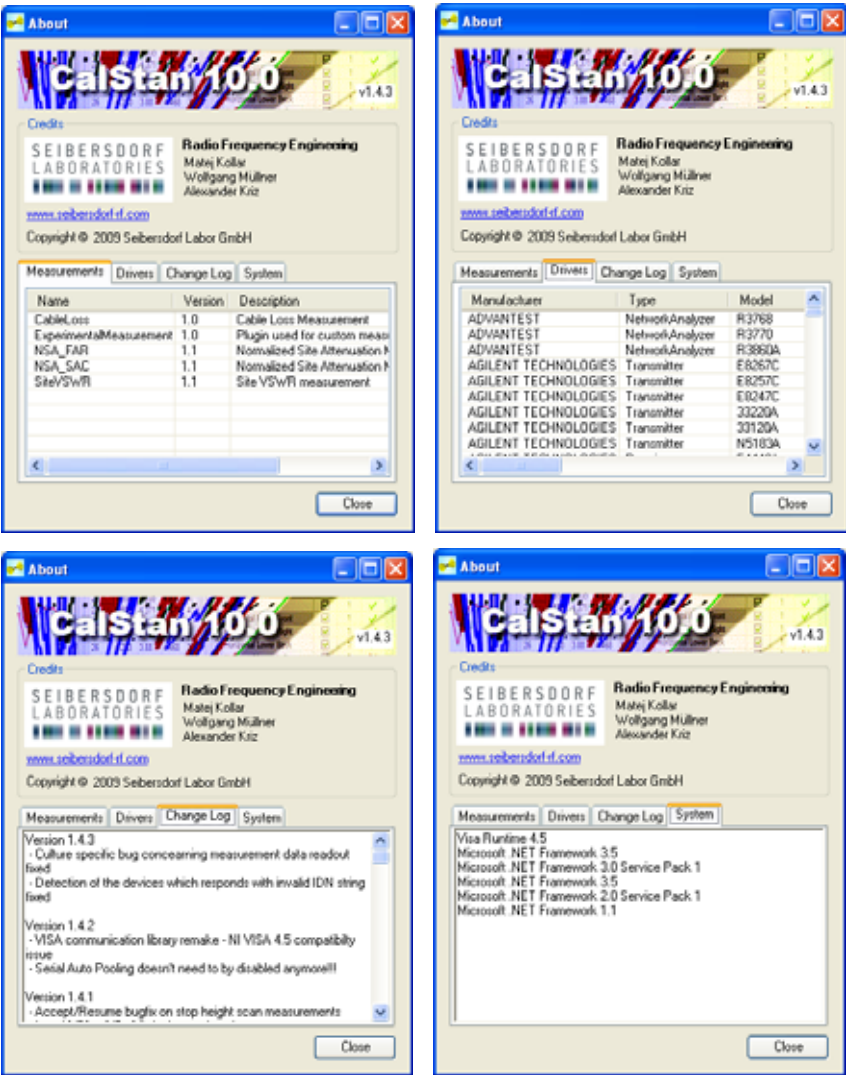 About
CalStan 10.0
v1.4.3
Credits
SEIBERSDORF
LABORATORIES
Radio Frequency Engineering
Matej Kollar
Wolfgang Müllner
Alexander Kriz
www.seibersdorf-rf.com
Copyright © 2009 Seibersdorf Labor GmbH
Measurements Drivers Change Log System
Name Version Description
CableLoss 1.0 Cable Loss Measurement
ExperimentalMeasurement 1.0 Plugin used for custom measu
NSA_FAR 1.1 Normalized Site Attenuation M
NSA_SAC 1.1 Normalized Site Attenuation M
SiteVSWR 1.1 Site VSWR measurement
Close
About
CalStan 10.0
v1.4.3
Credits
SEIBERSDORF
LABORATORIES
Radio Frequency Engineering
Matej Kollar
Wolfgang Müllner
Alexander Kriz
www.seibersdorf-rf.com
Copyright © 2009 Seibersdorf Labor GmbH
Measurements Drivers Change Log System
Manufacturer Type Model
ADVANTEST NetworkAnalyzer R3768
ADVANTEST NetworkAnalyzer R3770
ADVANTEST NetworkAnalyzer R3860A
AGILENT TECHNOLOGIES Transmitter E8267C
AGILENT TECHNOLOGIES Transmitter E8257C
AGILENT TECHNOLOGIES Transmitter E8247C
AGILENT TECHNOLOGIES Transmitter 33220A
AGILENT TECHNOLOGIES Transmitter 33120A
AGILENT TECHNOLOGIES Transmitter N5183A
Close
About
CalStan 10.0
v1.4.3
Credits
SEIBERSDORF
LABORATORIES
Radio Frequency Engineering
Matej Kollar
Wolfgang Müllner
Alexander Kriz
www.seibersdorf-rf.com
Copyright © 2009 Seibersdorf Labor GmbH
Measurements Drivers Change Log System
Version 1.4.3
- Culture specific bug concearning measurement data readout
fixed
- Detection of the devices which responds with invalid IDN string
fixed
Version 1.4.2
- VISA communication library remake - NI VISA 4.5 compatibilty
issue
- Serial Auto Pooling doesn't need to by disabled anymore!!!
Version 1.4.1
- Accept/Resume bugfix on stop height scan measurements
Close
About
CalStan 10.0
v1.4.3
Credits
SEIBERSDORF
LABORATORIES
Radio Frequency Engineering
Matej Kollar
Wolfgang Müllner
Alexander Kriz
www.seibersdorf-rf.com
Copyright © 2009 Seibersdorf Labor GmbH
Measurements Drivers Change Log System
Visa Runtime 4.5
Microsoft .NET Framework 3.5
Microsoft .NET Framework 3.0 Service Pack 1
Microsoft .NET Framework 3.5
Microsoft .NET Framework 2.0 Service Pack 1
Microsoft .NET Framework 1.1
Close